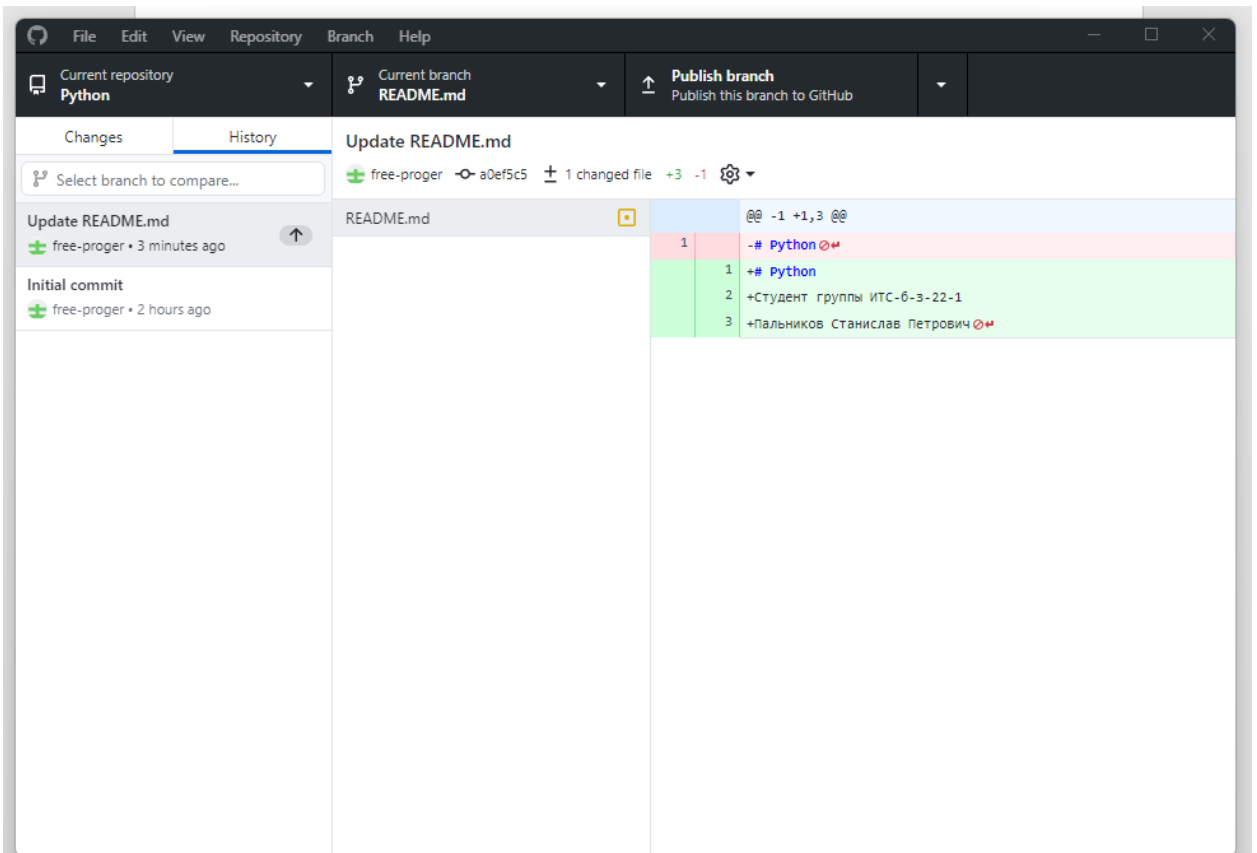 File Edit View Repository Branch Help
Current repository
Python
Current branch
README.md
Publish branch
Publish this branch to GitHub
Changes History
Select branch to compare...
Update README.md
free-proger • 3 minutes ago
Initial commit
free-proger • 2 hours ago
Update README.md
free-proger a0ef5c5 1 changed file +3 -1
README.md
@@ -1 +1,3 @@
1 -# Python
1 +# Python
2 +Студент группы ИТС-б-з-22-1
3 +Пальников Станислав Петрович